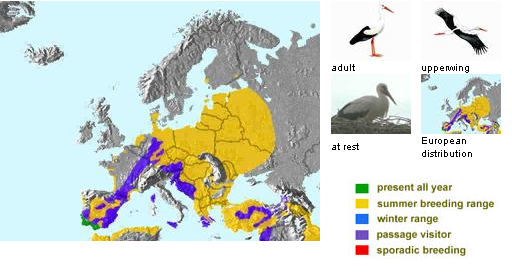 adult
upperwing
at rest
European
distribution
present all year
summer breeding range
winter range
passage visitor
sporadic breeding